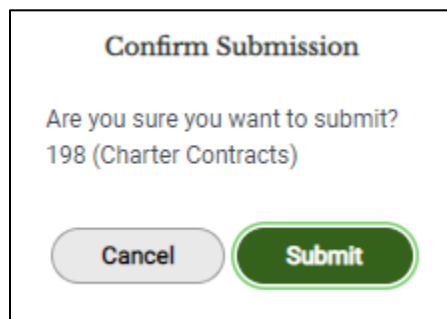 Confirm Submission
Are you sure you want to submit?
198 (Charter Contracts)
Cancel Submit